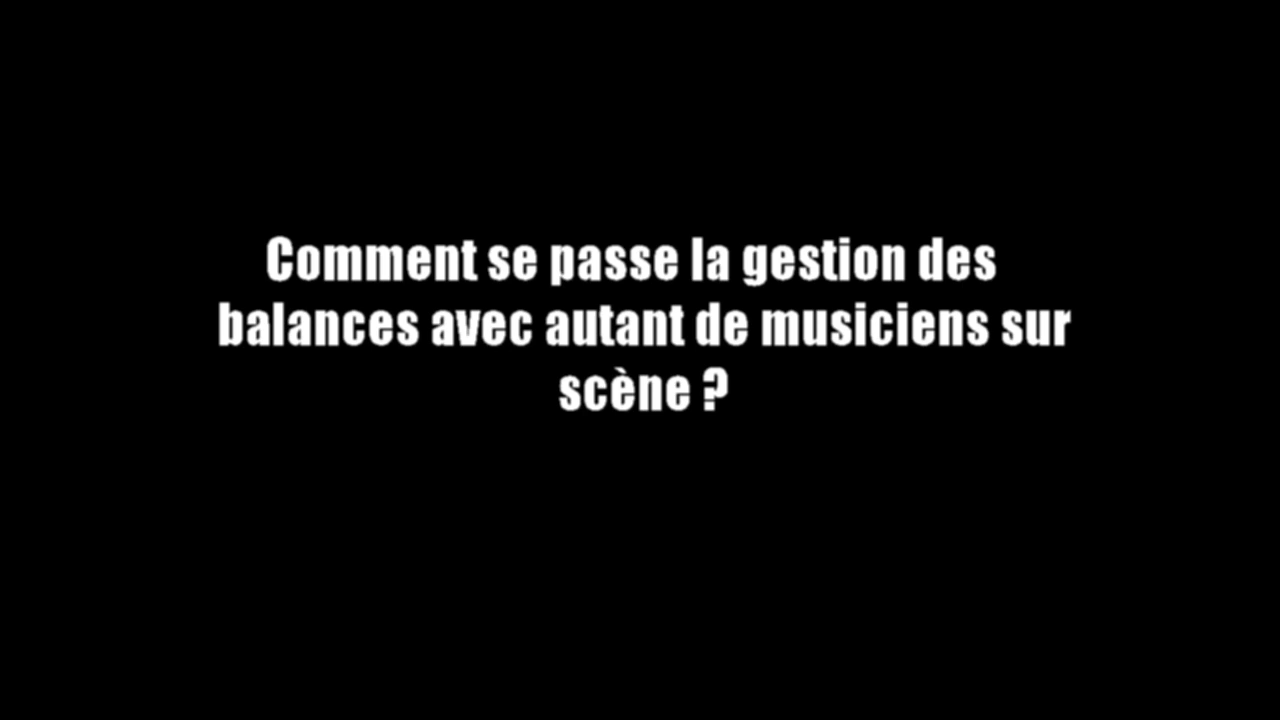 Comment se passe la gestion des
balances avec autant de musiciens sur
scène ?